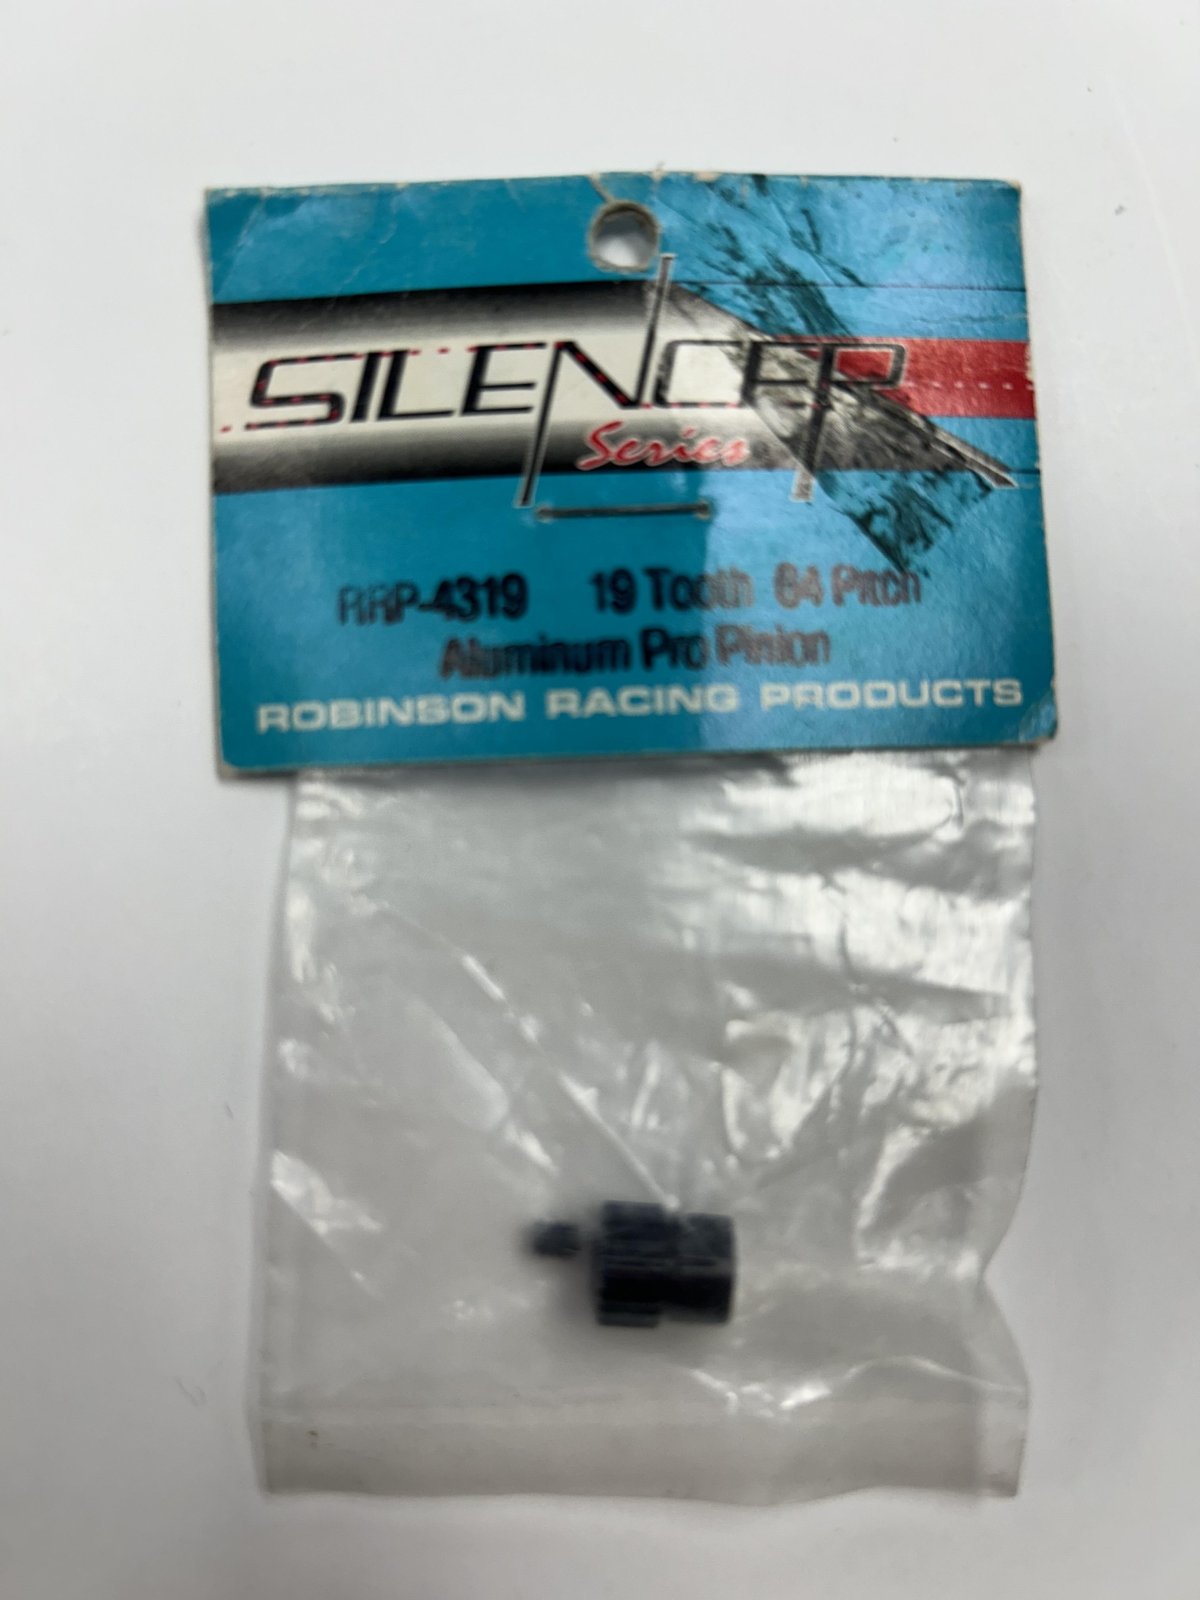 SILENCER
Series
RRP-4319 19 Tooth 64 Pitch
Aluminum Pro Pinion
ROBINSON RACING PRODUCTS